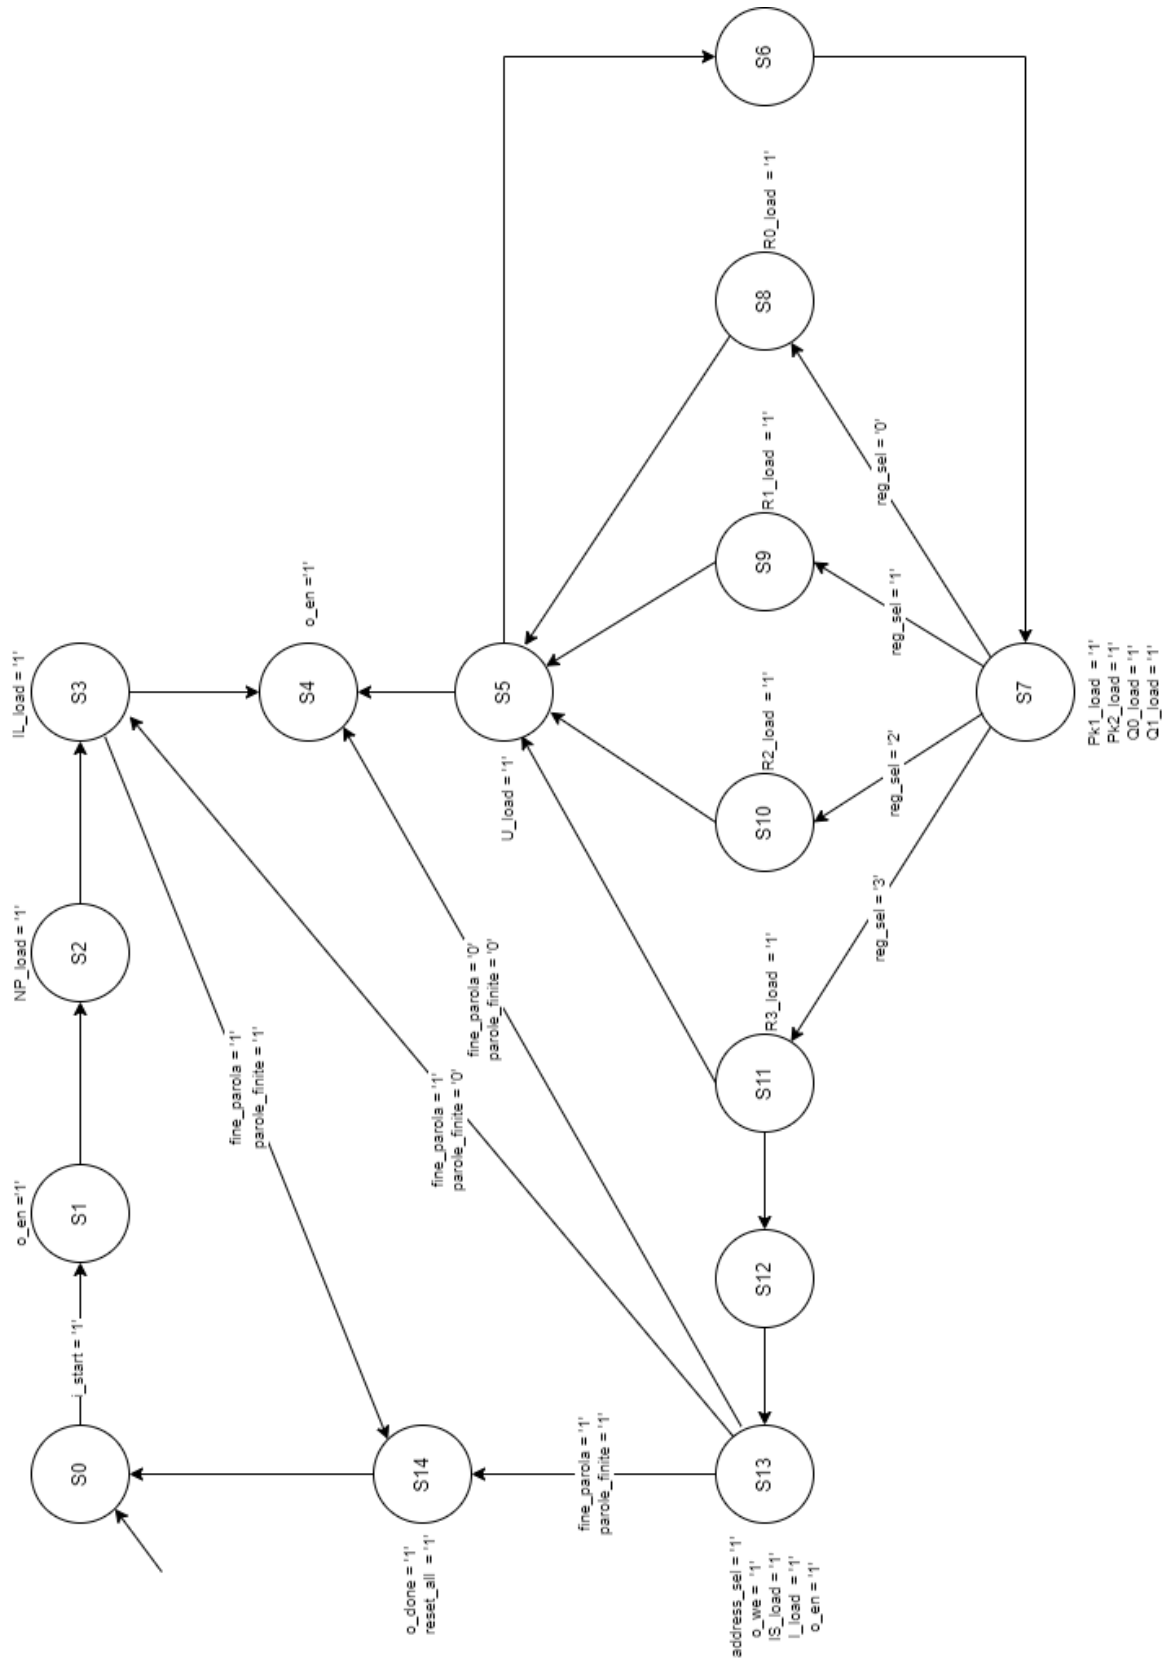 o_en ='1'
NP_load = '1'
IL_load = '1'
S0
i_start = '1'
S1
S2
S3
fine_parola = '1'
parole_finite = '1'
o_en ='1'
S4
o_done = '1'
reset_all = '1'
S14
fine_parola = '1'
parole_finite = '0'
fine_parola = '0'
parole_finite = '0'
U_load = '1'
S5
fine_parola = '1'
parole_finite = '1'
address_sel = '1'
o_we = '1'
IS_load = '1'
I_load = '1'
o_en = '1'
S13
S12
S11
R3_load = '1'
S10
R2_load = '1'
S9
R1_load = '1'
S8
R0_load = '1'
S6
reg_sel = '3'
reg_sel = '2'
reg_sel = '1'
reg_sel = '0'
S7
Pk1_load = '1'
Pk2_load = '1'
Q0_load = '1'
Q1_load = '1'